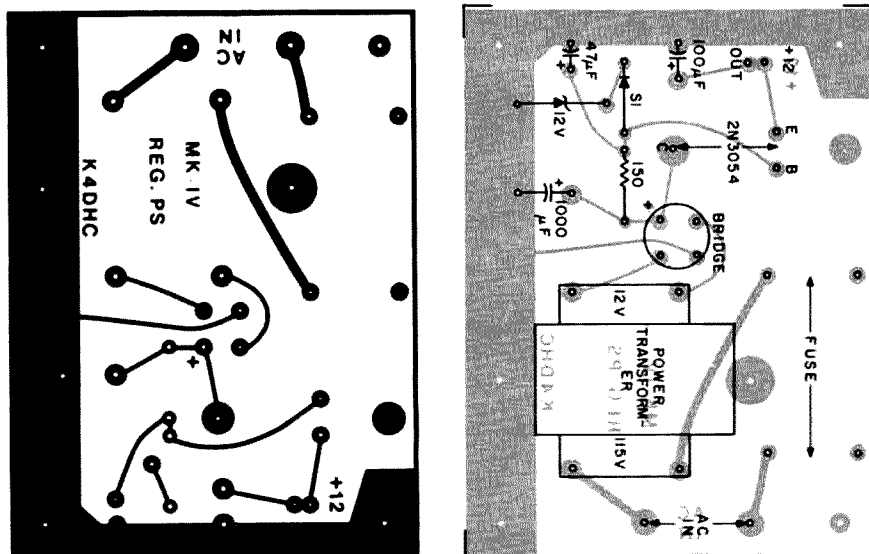 AC
IN
MK.IV
REG.PS
K4DHC
+
+12
47µF
+
100µF
+
OUT
+12
+
S1
12V
C
2N3054
E
B
150
+
1000
µF
+
BRIDGE
12V
POWER
TRANSFORM-
ER
115V
K4DHC
FUSE
AC
IN